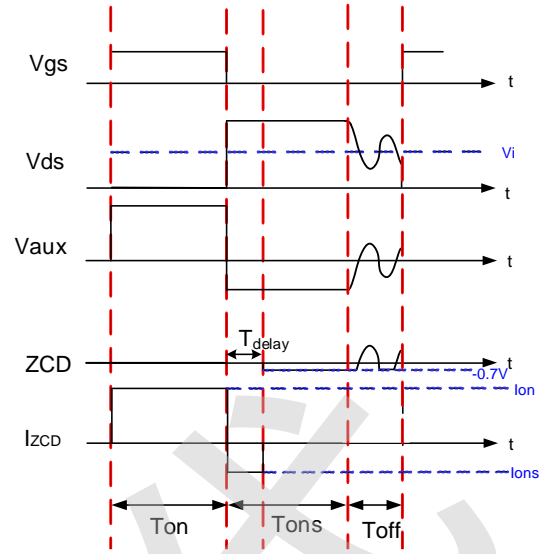 Vgs
t
Vi
Vds
t
Vaux
t
Tdelay
ZCD
t
-0.7V
Ion
IZCD
t
Ions
Ton
Tons
Toff